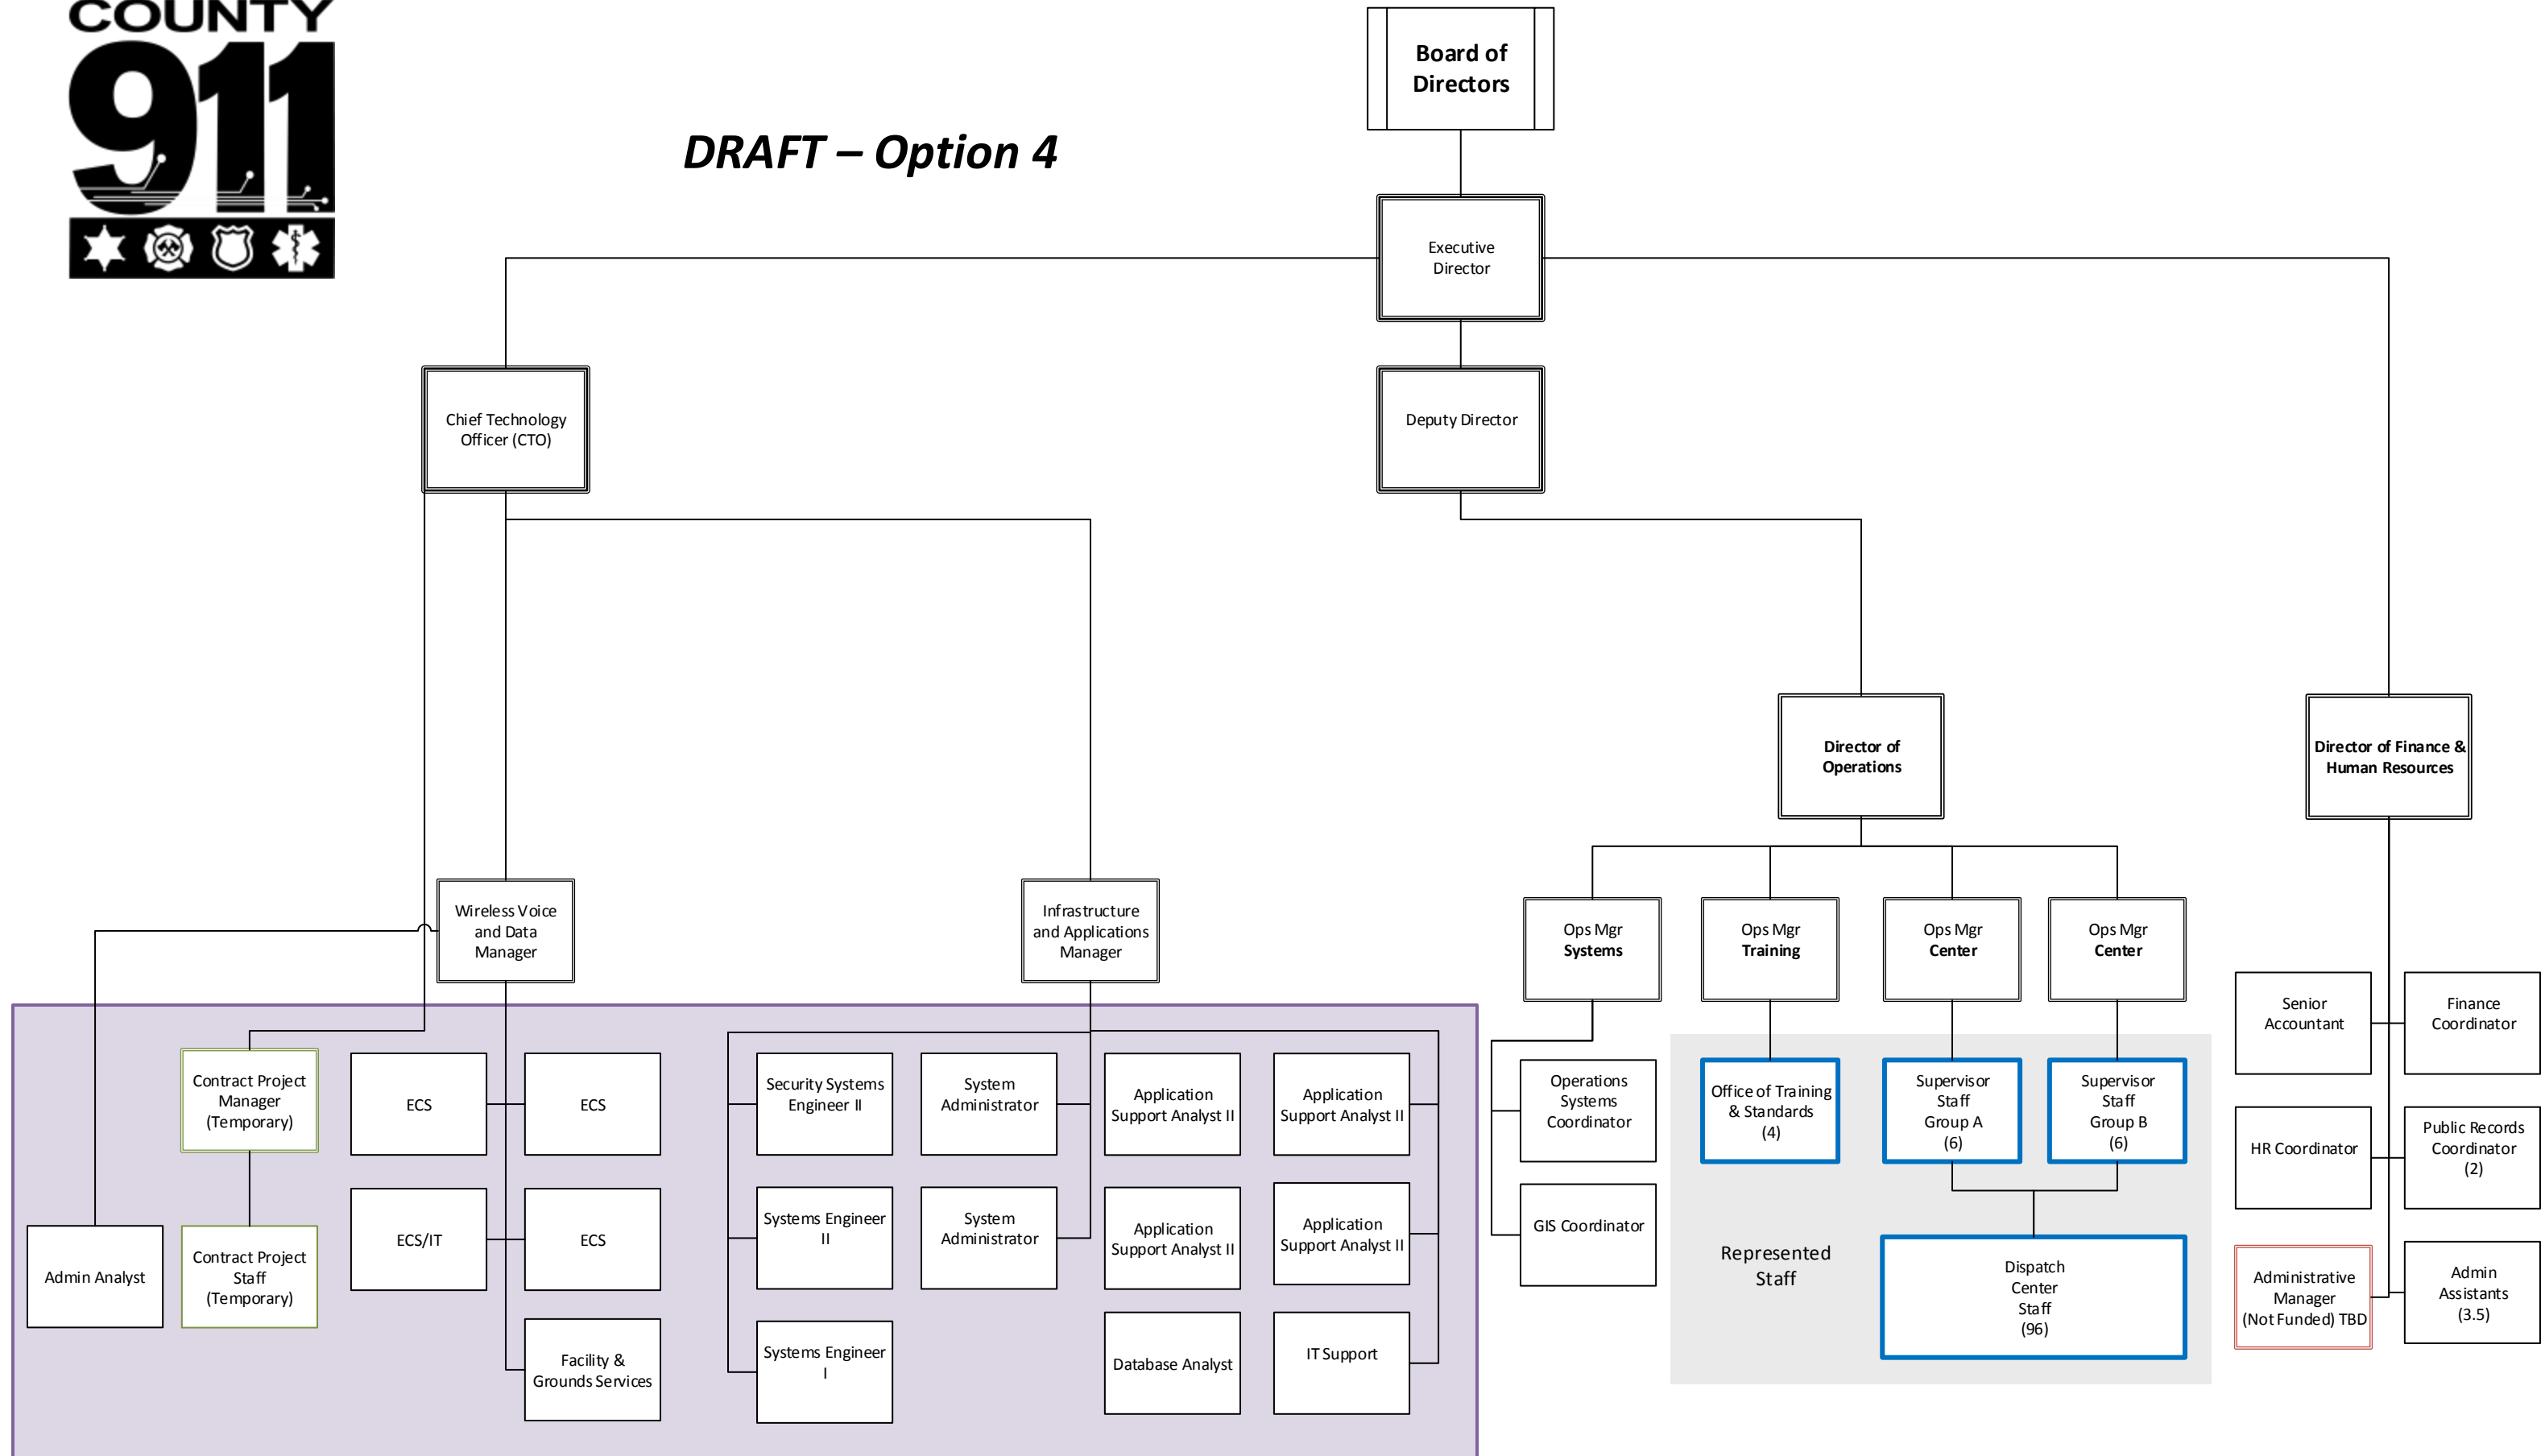 COUNTY
911
DRAFT – Option 4
Board of
Directors
Executive
Director
Chief Technology
Officer (CTO)
Deputy Director
Director of
Operations
Director of Finance &
Human Resources
Wireless Voice
and Data
Manager
Infrastructure
and Applications
Manager
Ops Mgr
Systems
Ops Mgr
Training
Ops Mgr
Center
Ops Mgr
Center
Senior
Accountant
Finance
Coordinator
Contract Project
Manager
(Temporary)
ECS
ECS
Security Systems
Engineer II
System
Administrator
Application
Support Analyst II
Application
Support Analyst II
Operations
Systems
Coordinator
Office of Training
& Standards
(4)
Supervisor
Staff
Group A
(6)
Supervisor
Staff
Group B
(6)
HR Coordinator
Public Records
Coordinator
(2)
Admin Analyst
Contract Project
Staff
(Temporary)
ECS/IT
ECS
Systems Engineer
II
System
Administrator
Application
Support Analyst II
Application
Support Analyst II
GIS Coordinator
Represented
Staff
Dispatch
Center
Staff
(96)
Administrative
Manager
(Not Funded) TBD
Admin
Assistants
(3.5)
Facility &
Grounds Services
Systems Engineer
I
Database Analyst
IT Support